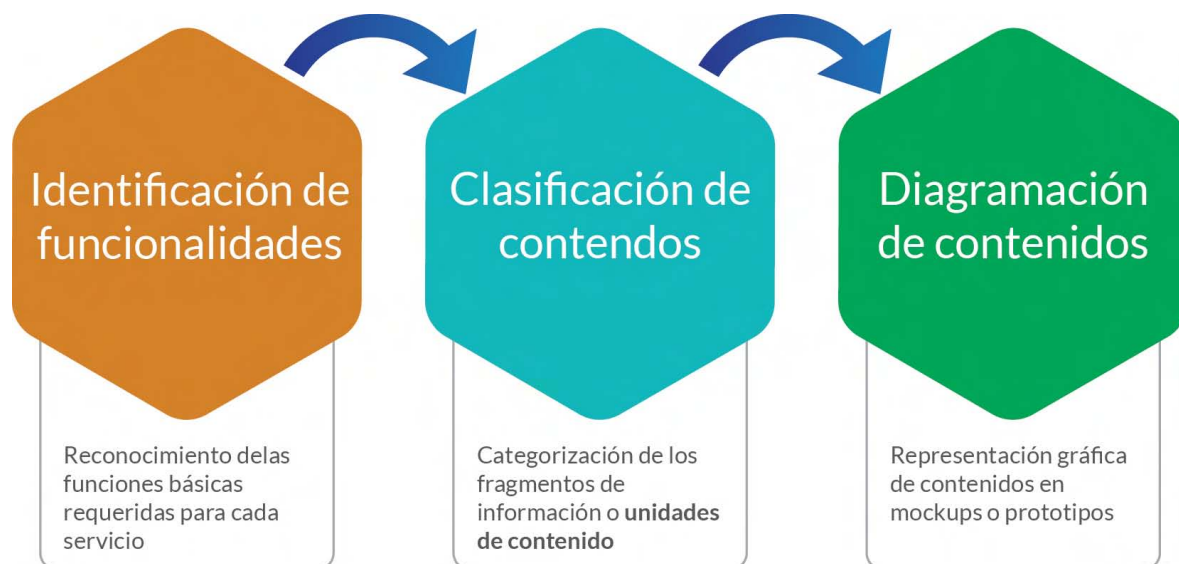 Identificación de
funcionalidades
Reconocimiento delas
funciones básicas
requeridas para cada
servicio
Clasificación de
contendos
Categorización de los
fragmentos de
información o unidades
de contenido
Diagramación
de contenidos
Representación gráfica
de contenidos en
mockups o prototipos